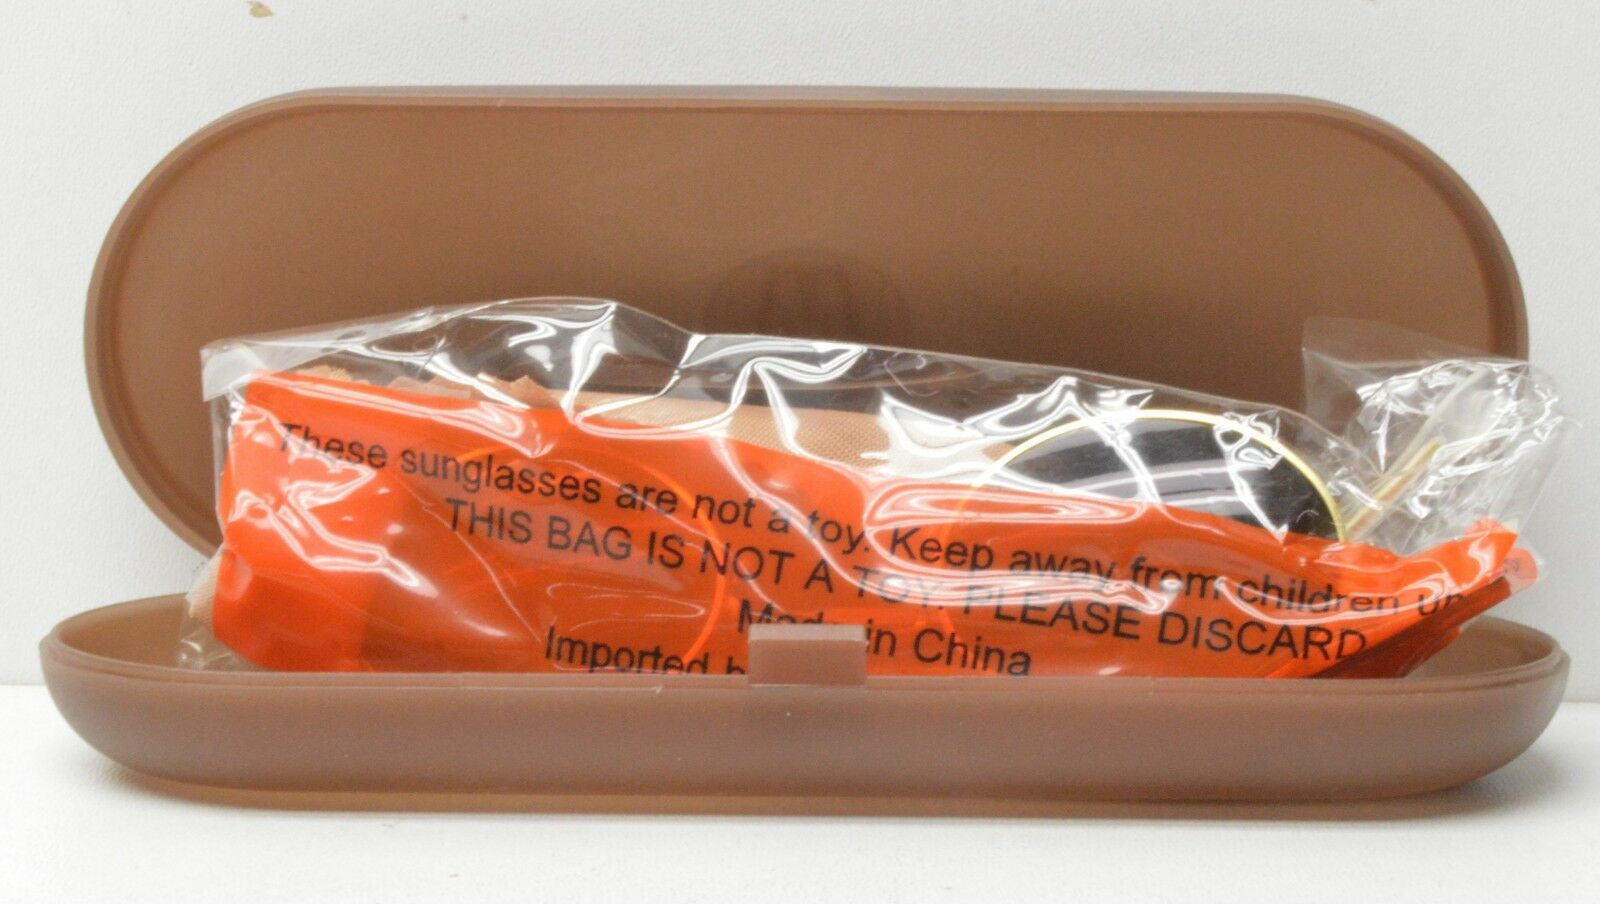 These sunglasses are not a toy. Keep away from children
THIS BAG IS NOT A TOY. PLEASE DISCARD
Made in China
Imported